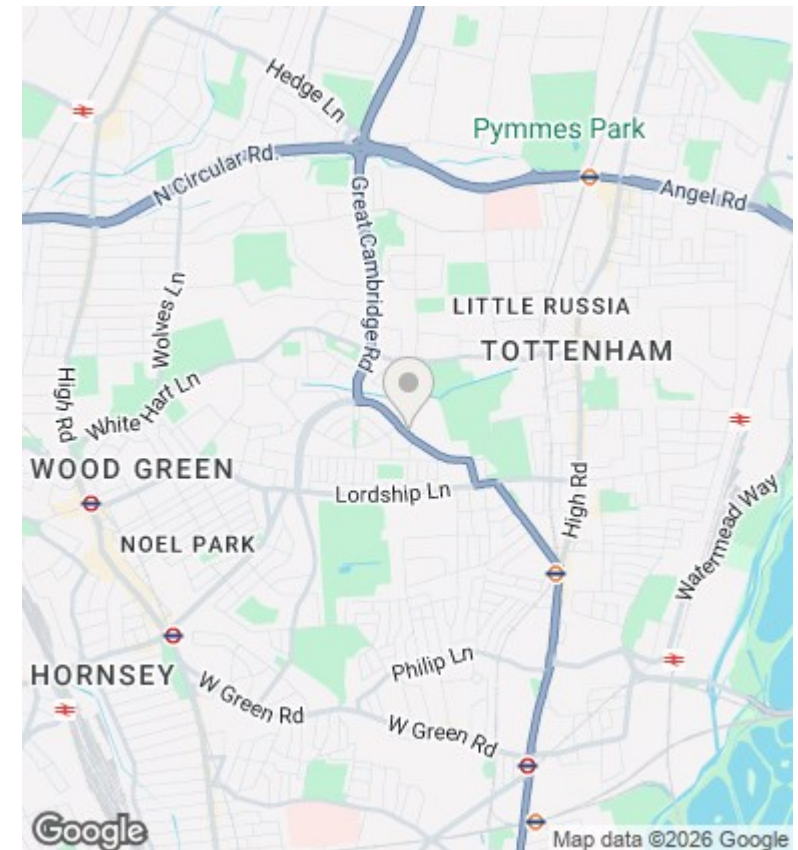 Hedge Ln
Pymmes Park
N Circular Rd
Angel Rd
Great Cambridge Rd
Wolves Ln
LITTLE RUSSIA
TOTTENHAM
High Rd
White Hart Ln
WOOD GREEN
Lordship Ln
High Rd
Watermead Way
NOEL PARK
Philip Ln
HORNSEY
W Green Rd
W Green Rd
Google
Map data ©2026 Google